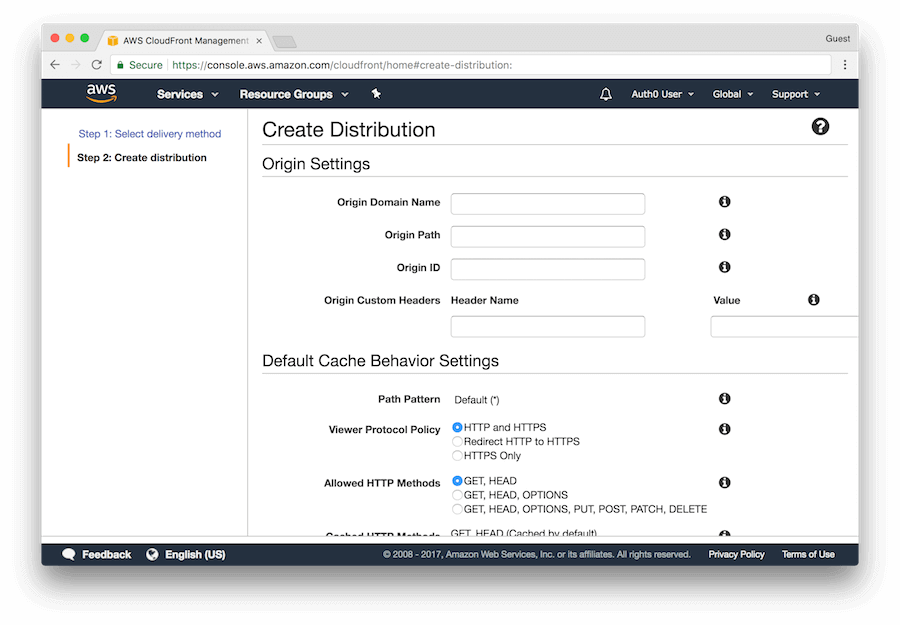 AWS CloudFront Management
Guest
Secure
https://console.aws.amazon.com/cloudfront/home#create-distribution:
aws
Services
Resource Groups
Auth0 User
Global
Support
Step 1: Select delivery method
Step 2: Create distribution
Create Distribution
Origin Settings
Origin Domain Name
Origin Path
Origin ID
Origin Custom Headers Header Name Value
Default Cache Behavior Settings
Path Pattern Default (*)
Viewer Protocol Policy HTTP and HTTPS
Redirect HTTP to HTTPS
HTTPS Only
Allowed HTTP Methods GET, HEAD
GET, HEAD, OPTIONS
GET, HEAD, OPTIONS, PUT, POST, PATCH, DELETE
Cached HTTP Methods GET, HEAD (Cached by default)
Feedback English (US) © 2008 - 2017, Amazon Web Services, Inc. or its affiliates. All rights reserved. Privacy Policy Terms of Use